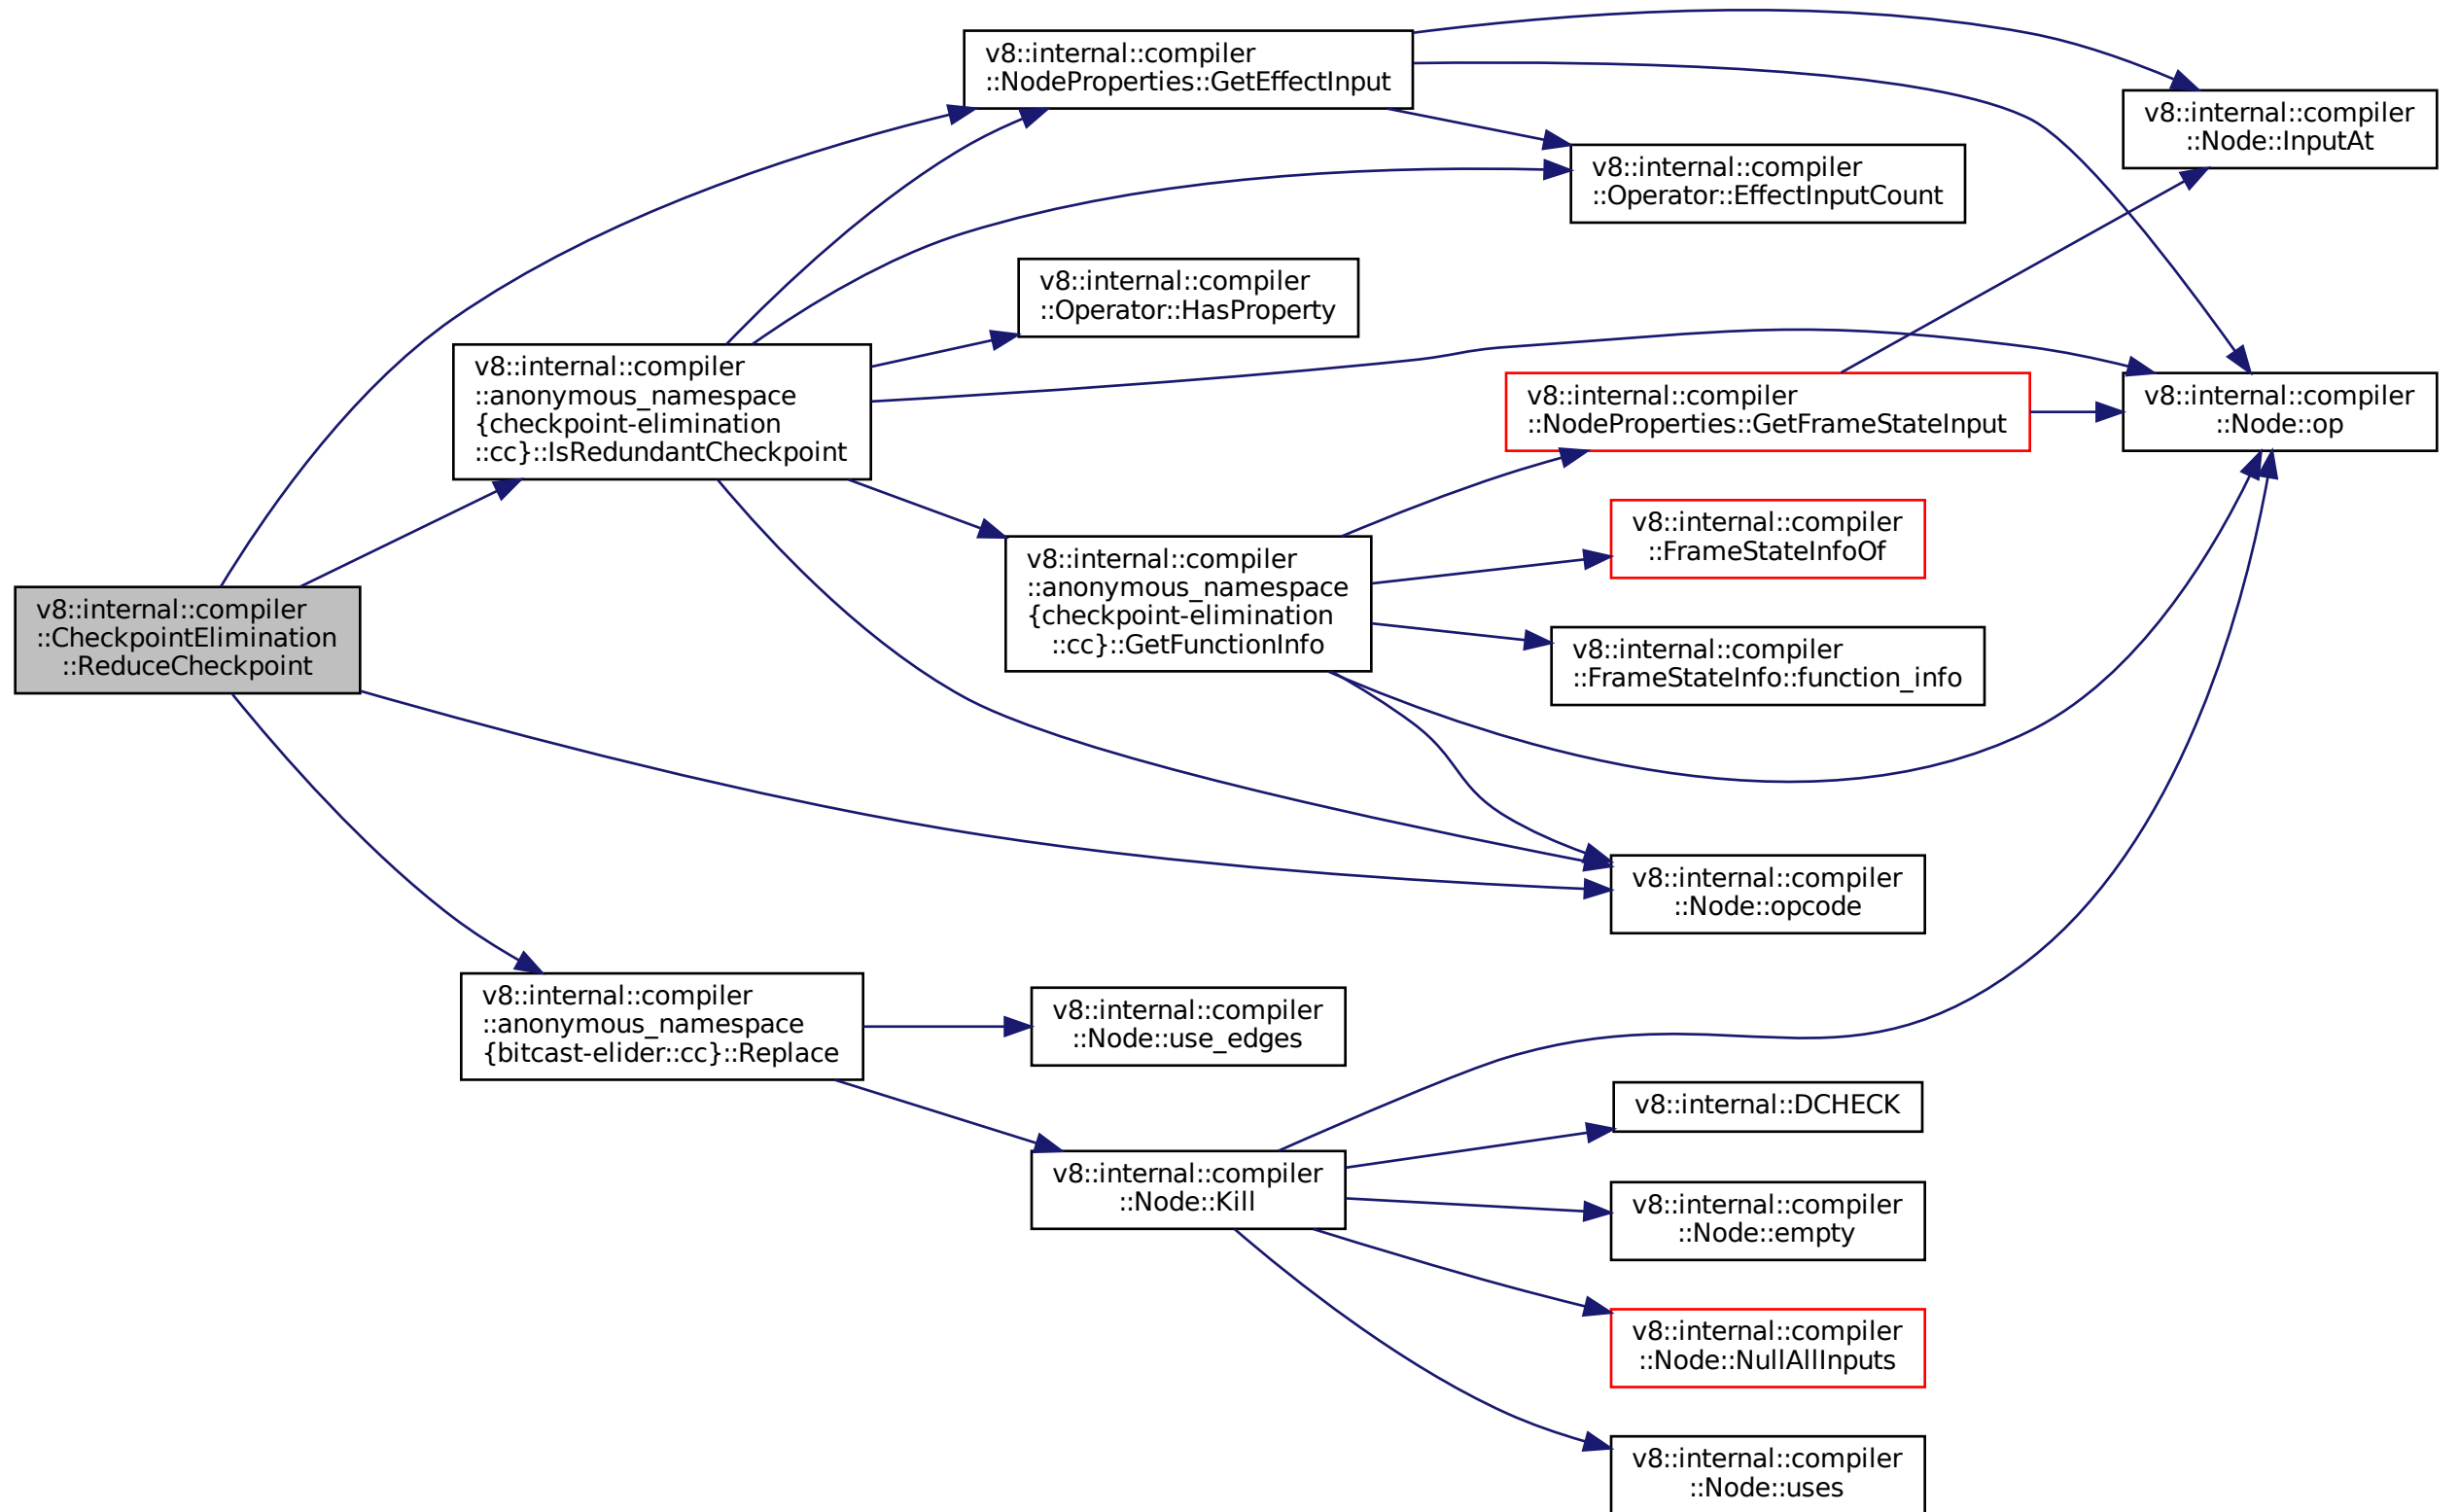 v8::internal::compiler
::NodeProperties::GetEffectInput
v8::internal::compiler
::Node::InputAt
v8::internal::compiler
::Operator::EffectInputCount
v8::internal::compiler
::Operator::HasProperty
v8::internal::compiler
::anonymous_namespace
{checkpoint-elimination
::cc}::IsRedundantCheckpoint
v8::internal::compiler
::NodeProperties::GetFrameStateInput
v8::internal::compiler
::Node::op
v8::internal::compiler
::FrameStateInfoOf
v8::internal::compiler
::anonymous_namespace
{checkpoint-elimination
::cc}::GetFunctionInfo
v8::internal::compiler
::CheckpointElimination
::ReduceCheckpoint
v8::internal::compiler
::FrameStateInfo::function_info
v8::internal::compiler
::Node::opcode
v8::internal::compiler
::anonymous_namespace
{bitcast-elider::cc}::Replace
v8::internal::compiler
::Node::use_edges
v8::internal::DCHECK
v8::internal::compiler
::Node::Kill
v8::internal::compiler
::Node::empty
v8::internal::compiler
::Node::NullAllInputs
v8::internal::compiler
::Node::uses